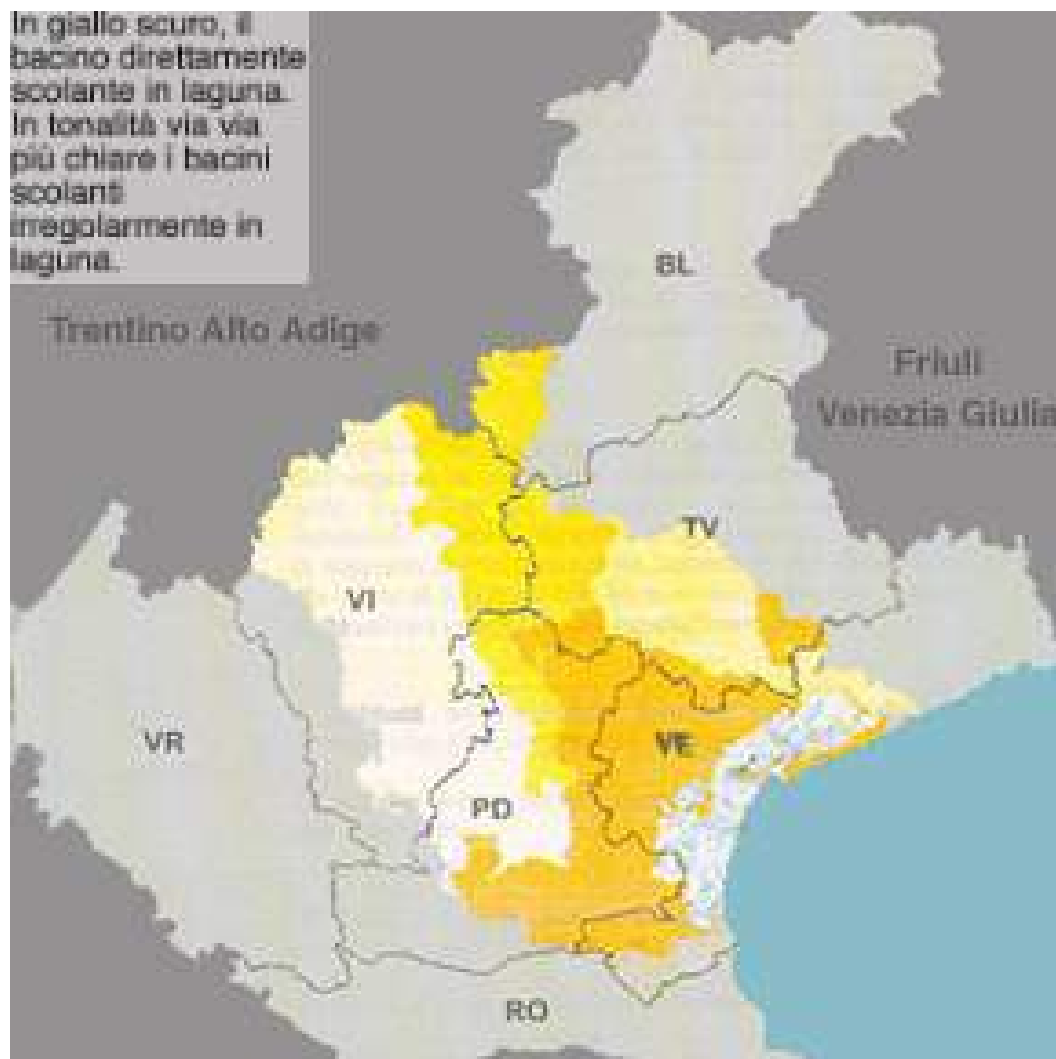 In giallo scuro, il
bacino direttamente
scolante in laguna.
In tonalità via via
più chiare i bacini
scolanti
irregolarmente in
laguna.
BL
Trentino Alto Adige
Friuli
Venezia Giulia
TV
VI
VR
VE
PD
RO